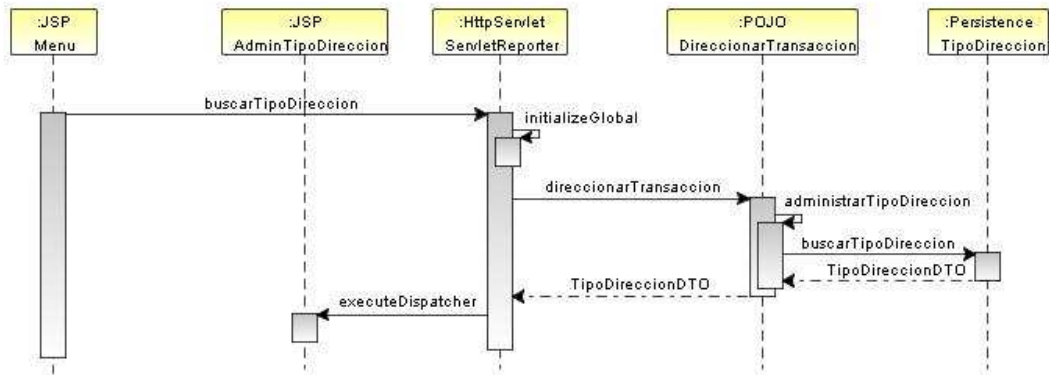 :JSP
Menu
:JSP
AdminTipoDireccion
:HttpServlet
ServletReporter
:POJO
DireccionarTransaccion
:Persistence
TipoDireccion
buscarTipoDireccion
initializeGlobal
direccionarTransaccion
administrarTipoDireccion
buscarTipoDireccion
TipoDireccionDTO
TipoDireccionDTO
executeDispatcher